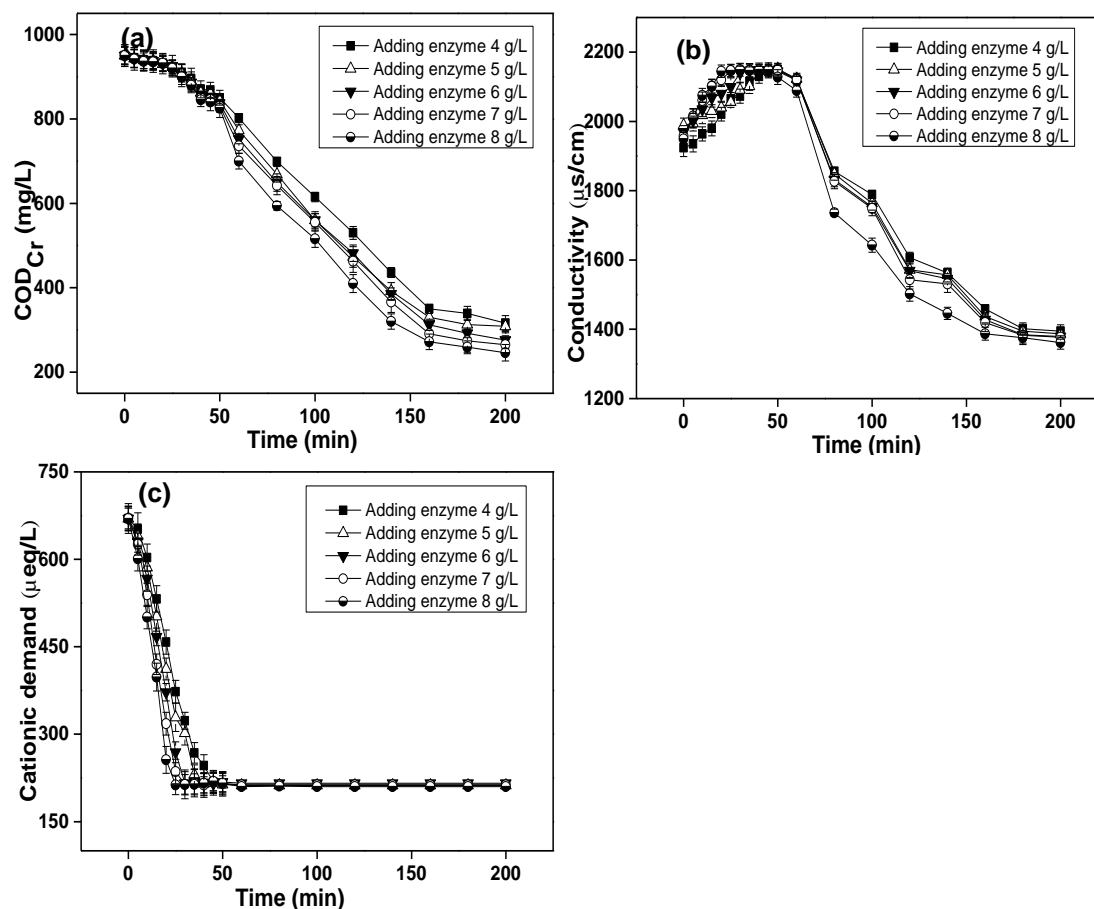 (a)
Adding enzyme 4 g/L
Adding enzyme 5 g/L
Adding enzyme 6 g/L
Adding enzyme 7 g/L
Adding enzyme 8 g/L
1000
800
600
400
200
COD_Cr (mg/L)
0 50 100 150 200
Time (min)
(b)
Adding enzyme 4 g/L
Adding enzyme 5 g/L
Adding enzyme 6 g/L
Adding enzyme 7 g/L
Adding enzyme 8 g/L
2200
2000
1800
1600
1400
1200
Conductivity (μs/cm)
0 50 100 150 200
Time (min)
(c)
Adding enzyme 4 g/L
Adding enzyme 5 g/L
Adding enzyme 6 g/L
Adding enzyme 7 g/L
Adding enzyme 8 g/L
750
600
450
300
150
Cationic demand (μeq/L)
0 50 100 150 200
Time (min)